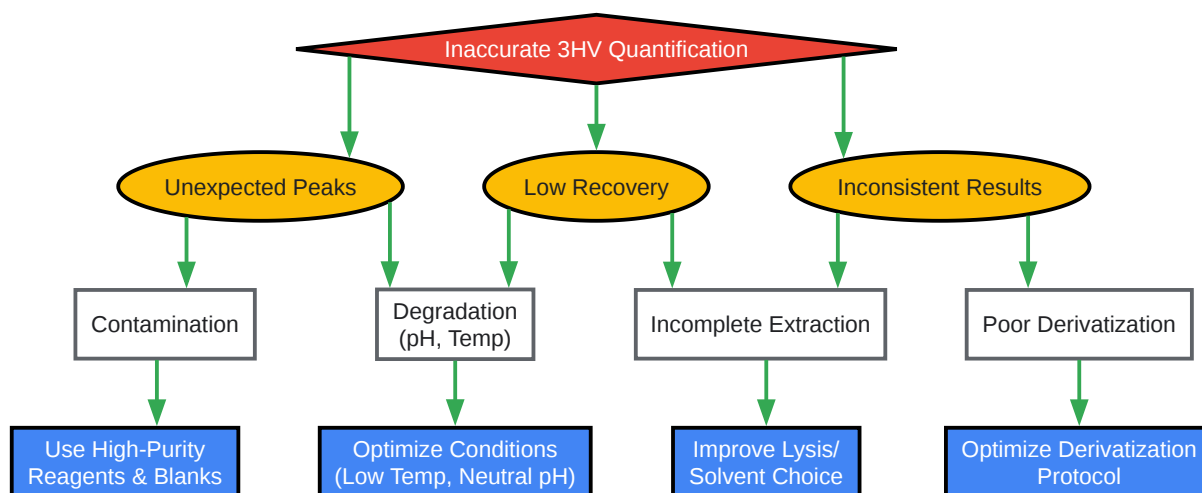 Inaccurate 3HV Quantification
Unexpected Peaks
Low Recovery
Inconsistent Results
Contamination
Degradation
(pH, Temp)
Incomplete Extraction
Poor Derivatization
Use High-Purity
Reagents & Blanks
Optimize Conditions
(Low Temp, Neutral pH)
Improve Lysis/
Solvent Choice
Optimize Derivatization
Protocol